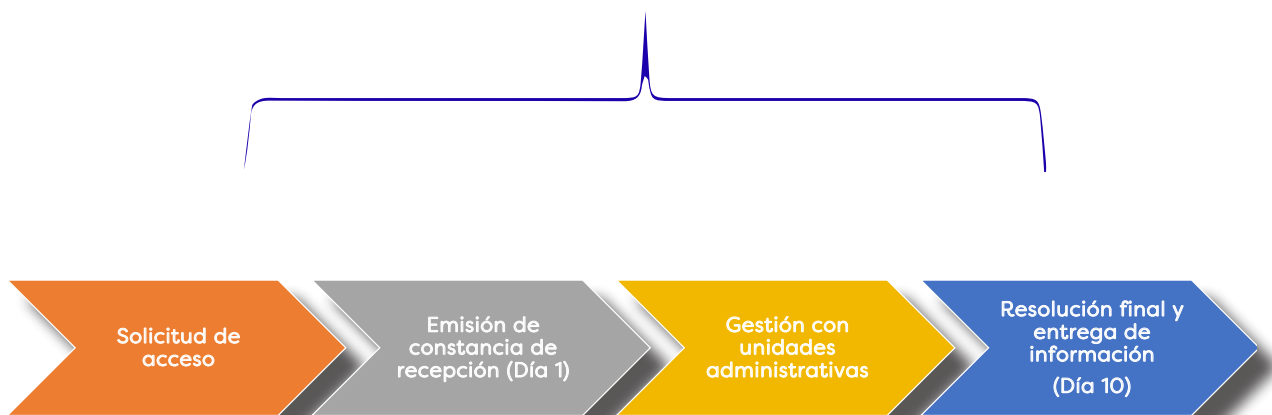 Solicitud de
acceso
Emisión de
constancia de
recepción (Día 1)
Gestión con
unidades
administrativas
Resolución final y
entrega de
información
(Día 10)